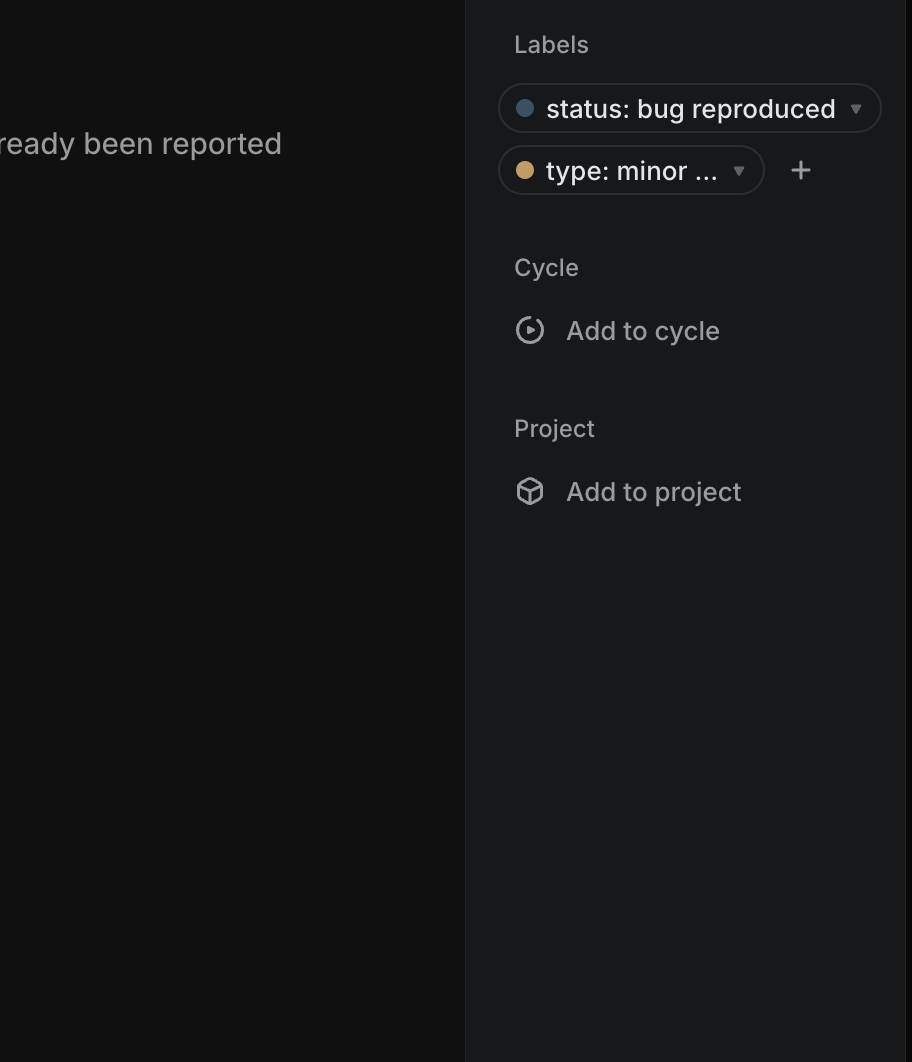 Labels
status: bug reproduced
ready been reported
type: minor ...
Cycle
Add to cycle
Project
Add to project